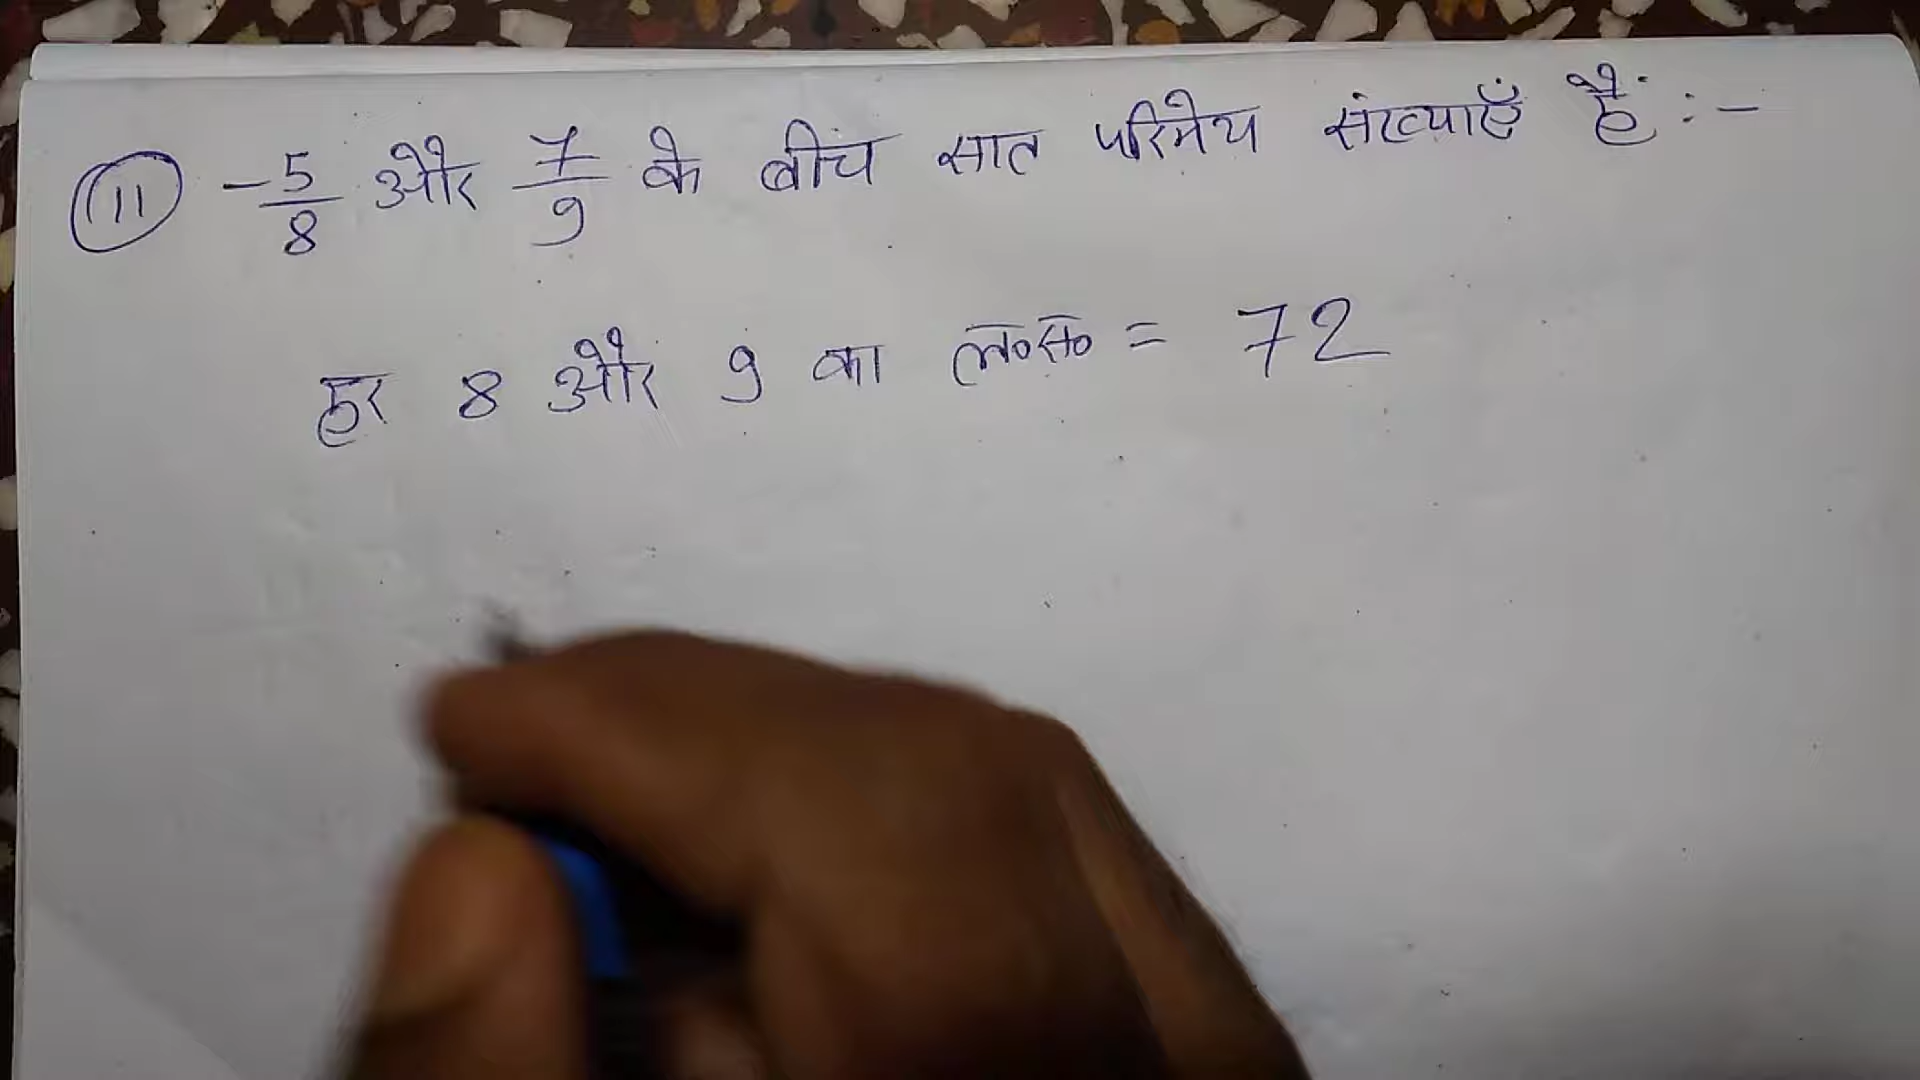 (11) -5/8 और 7/9 के बीच सात परिमेय संख्याएँ हैं :-
हर 8 और 9 का ल०स० = 72